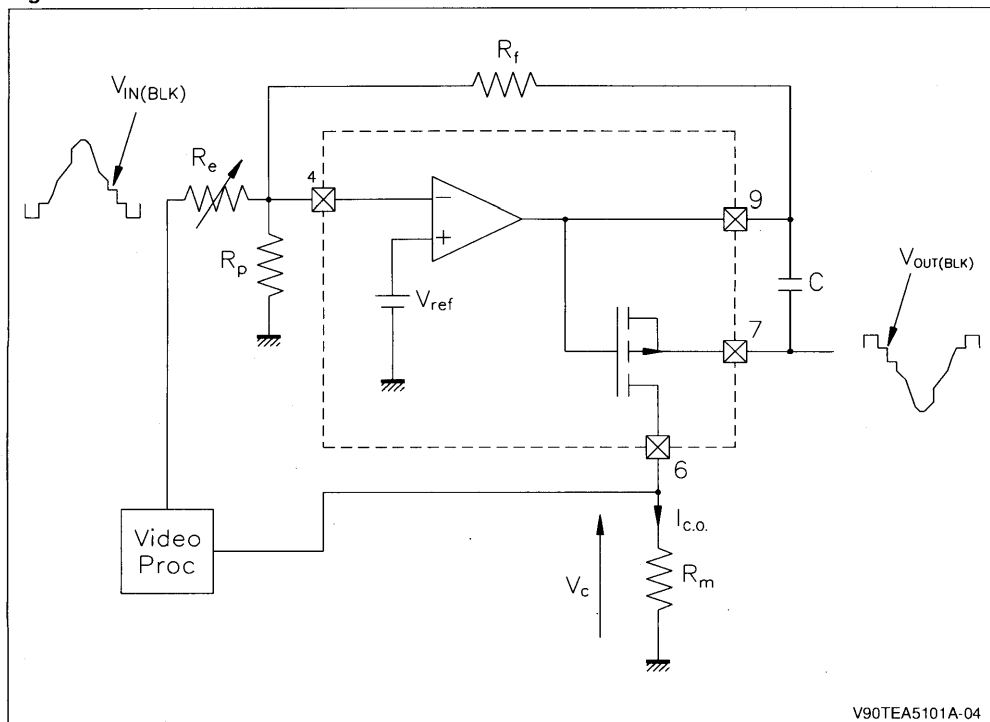 R_f
V_IN(BLK)
R_e
4
−
+
9
R_p
V_ref
C
V_OUT(BLK)
7
6
Video
Proc
I_c.o.
V_c
R_m
V90TEA5101A-04